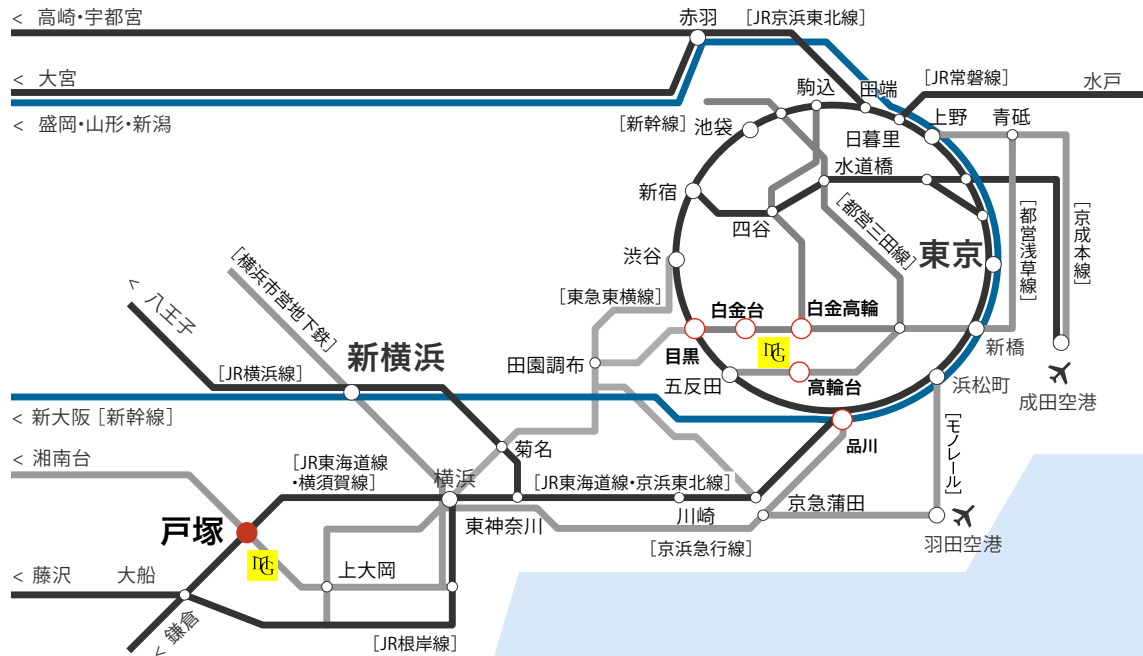 < 高崎・宇都宮
赤羽
[JR京浜東北線]
< 大宮
[JR常磐線]
水戸
駒込
田端
< 盛岡・山形・新潟
[新幹線]
池袋
日暮里
上野
青砥
水道橋
新宿
四谷
[都営三田線]
東京
[都営浅草線]
[京成本線]
渋谷
[横浜市営地下鉄]
< 八王子
[東急東横線]
白金台
白金高輪
目黒
新橋
新横浜
田園調布
MG
五反田
高輪台
浜松町
成田空港
[JR横浜線]
< 新大阪 [新幹線]
品川
[モノレール]
< 湘南台
[JR東海道線
・横須賀線]
菊名
横浜
[JR東海道線・京浜東北線]
戸塚
東神奈川
川崎
京急蒲田
羽田空港
[京浜急行線]
MG
上大岡
< 藤沢
大船
< 鎌倉
[JR根岸線]